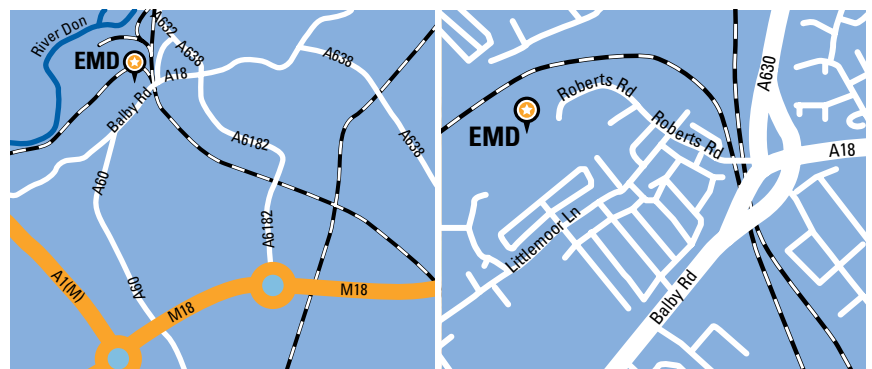 River Don
A632
A638
EMD
A18
A638
Balby Rd
A6182
A638
A60
A6182
A1(M)
A60
M18
M18
A630
Roberts Rd
EMD
Roberts Rd
A18
Littlemoor Ln
Balby Rd